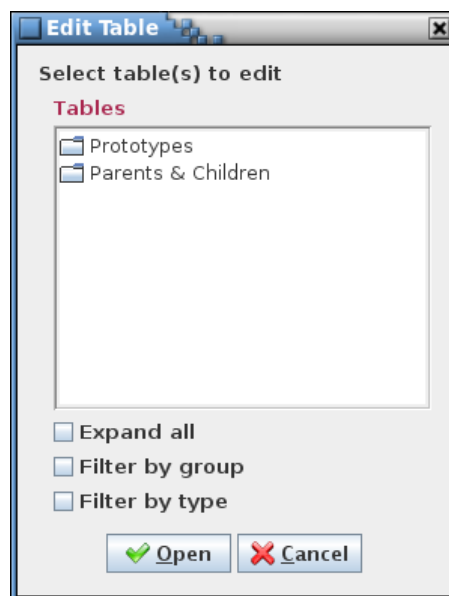 Edit Table
Select table(s) to edit
Tables
Prototypes
Parents & Children
Expand all
Filter by group
Filter by type
Open Cancel